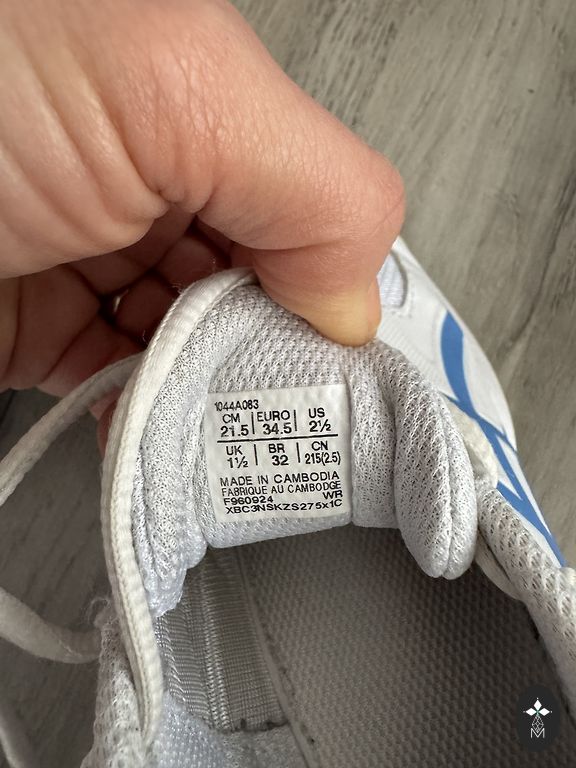 1044A083
CM EURO US
21.5 34.5 2½
UK BR CN
1½ 32 215(2.5)
MADE IN CAMBODIA
FABRIQUE AU CAMBODGE
F960924 WR
XBC3NSKZS275x1C
M